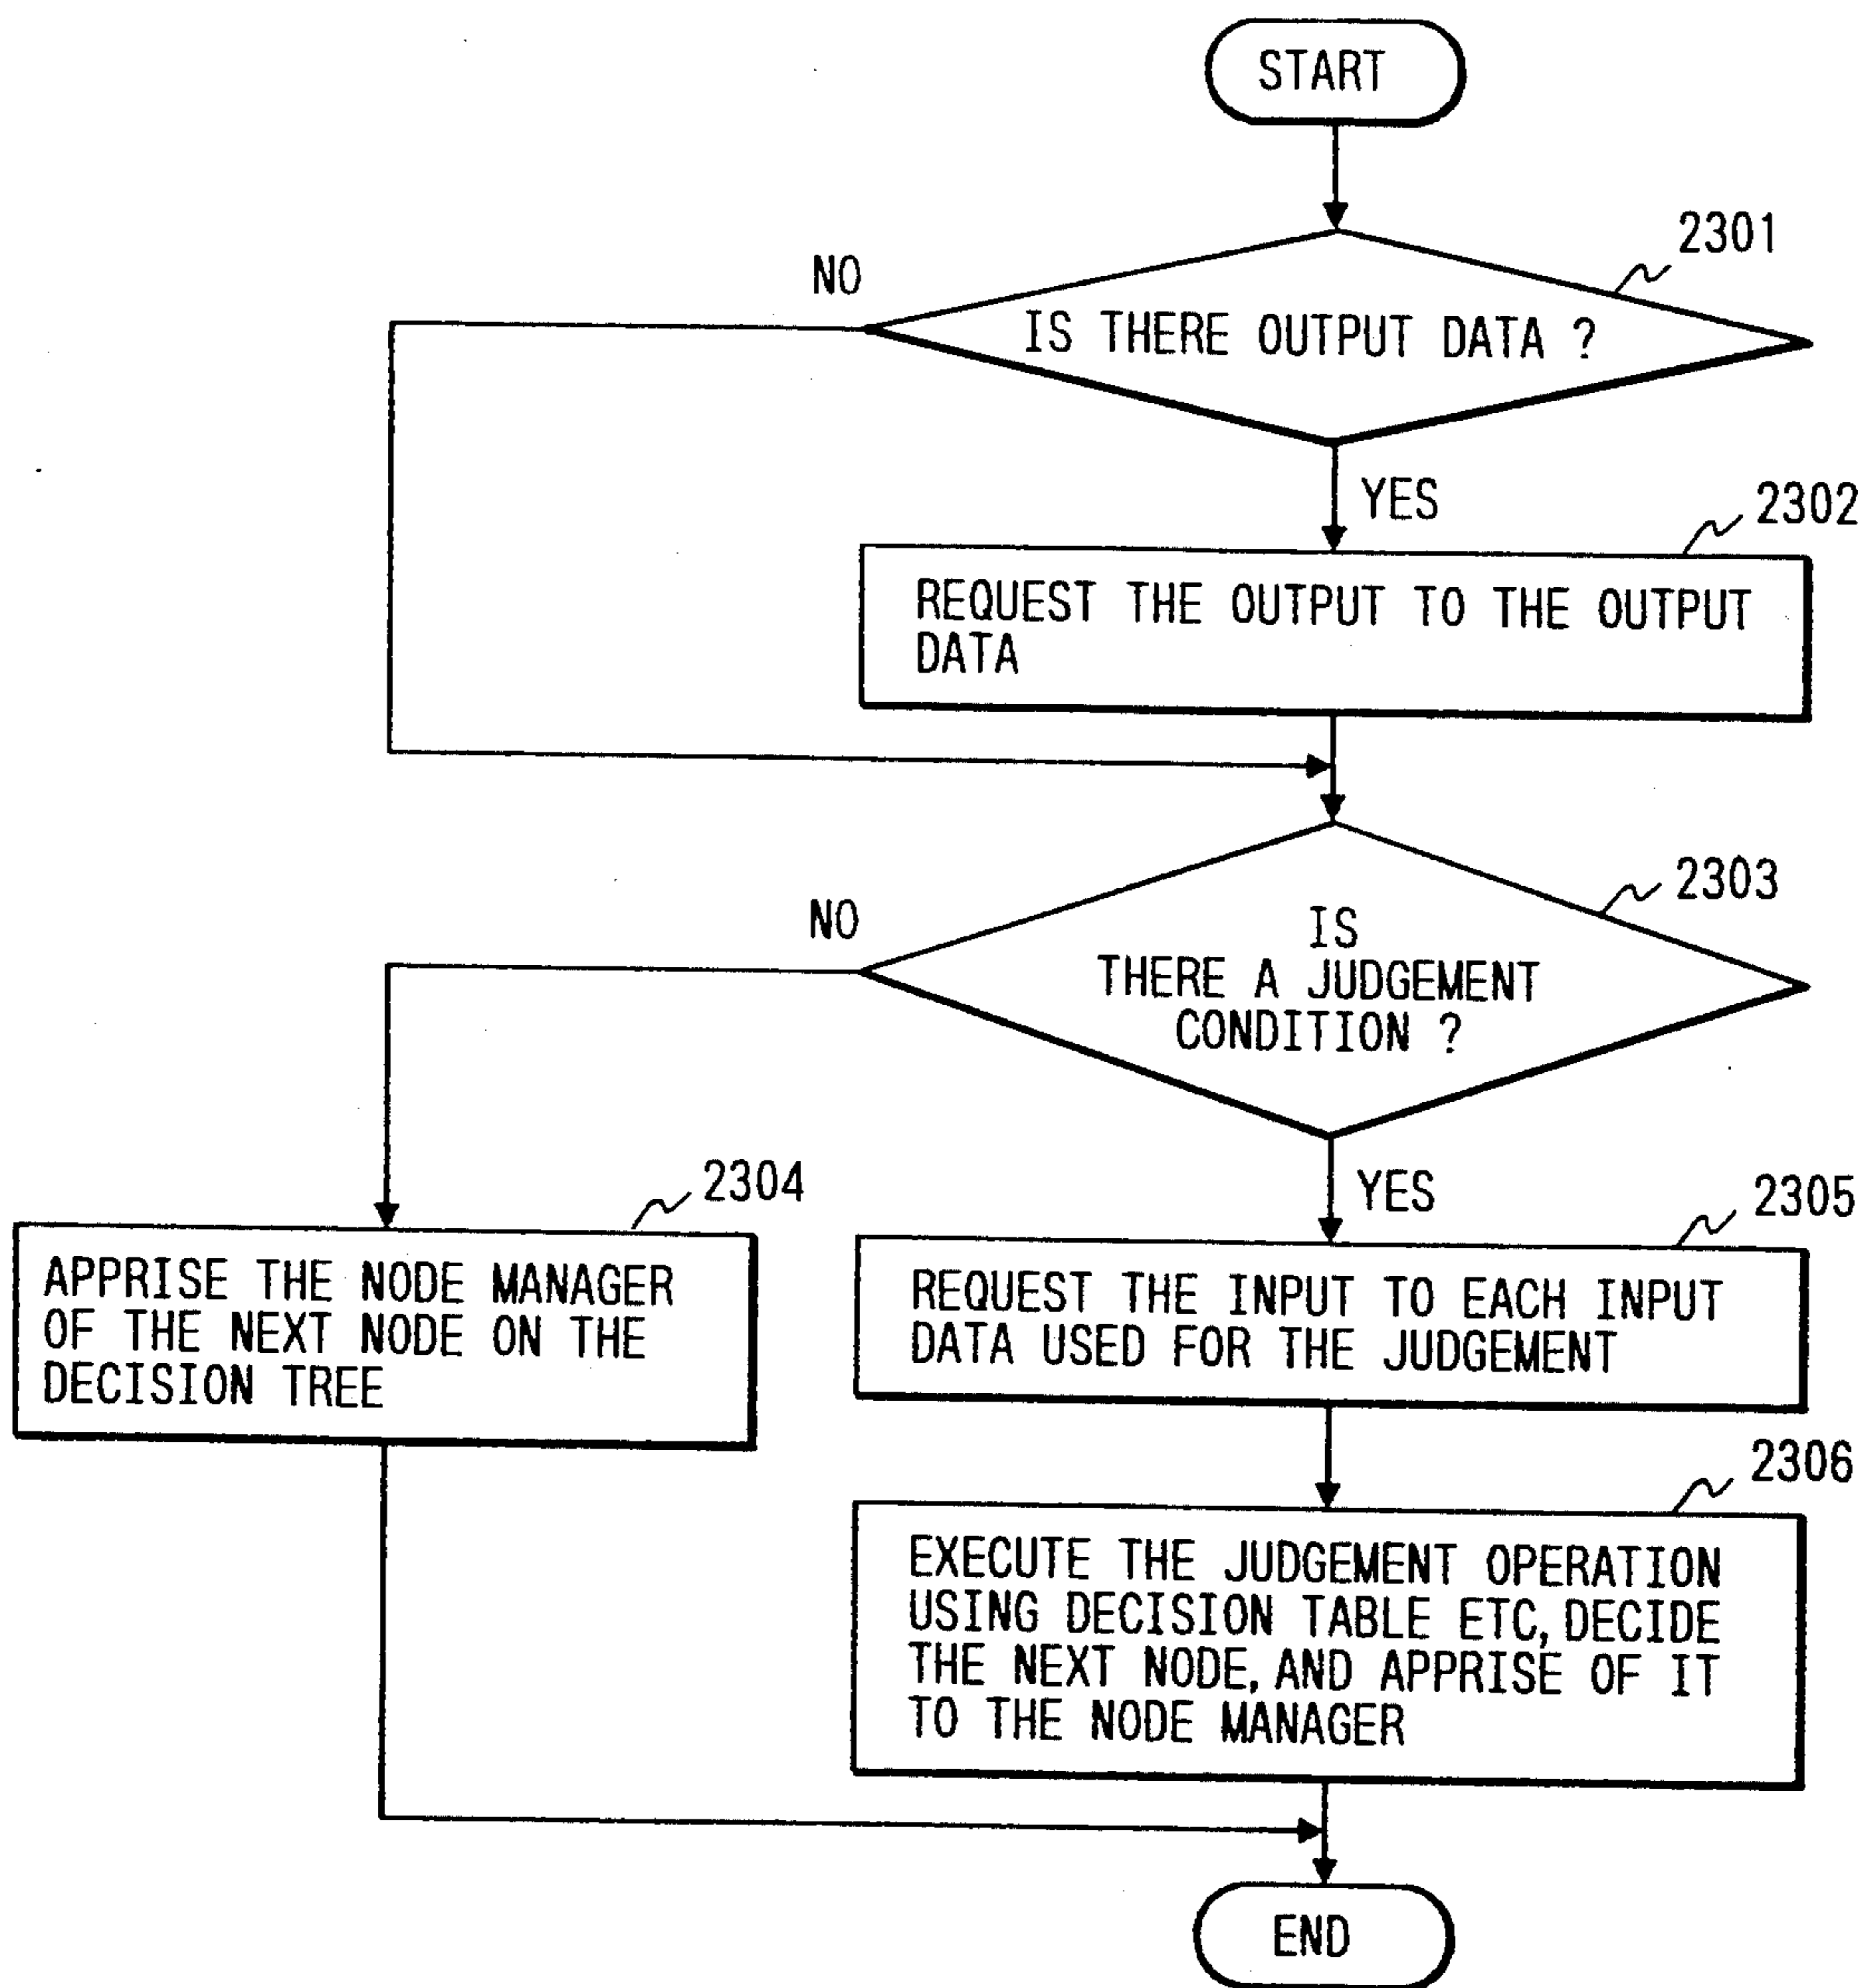 START
2301
NO
IS THERE OUTPUT DATA ?
YES
2302
REQUEST THE OUTPUT TO THE OUTPUT
DATA
2303
NO
IS
THERE A JUDGEMENT
CONDITION ?
YES
2304
APPRISE THE NODE MANAGER
OF THE NEXT NODE ON THE
DECISION TREE
2305
REQUEST THE INPUT TO EACH INPUT
DATA USED FOR THE JUDGEMENT
2306
EXECUTE THE JUDGEMENT OPERATION
USING DECISION TABLE ETC, DECIDE
THE NEXT NODE, AND APPRISE OF IT
TO THE NODE MANAGER
END